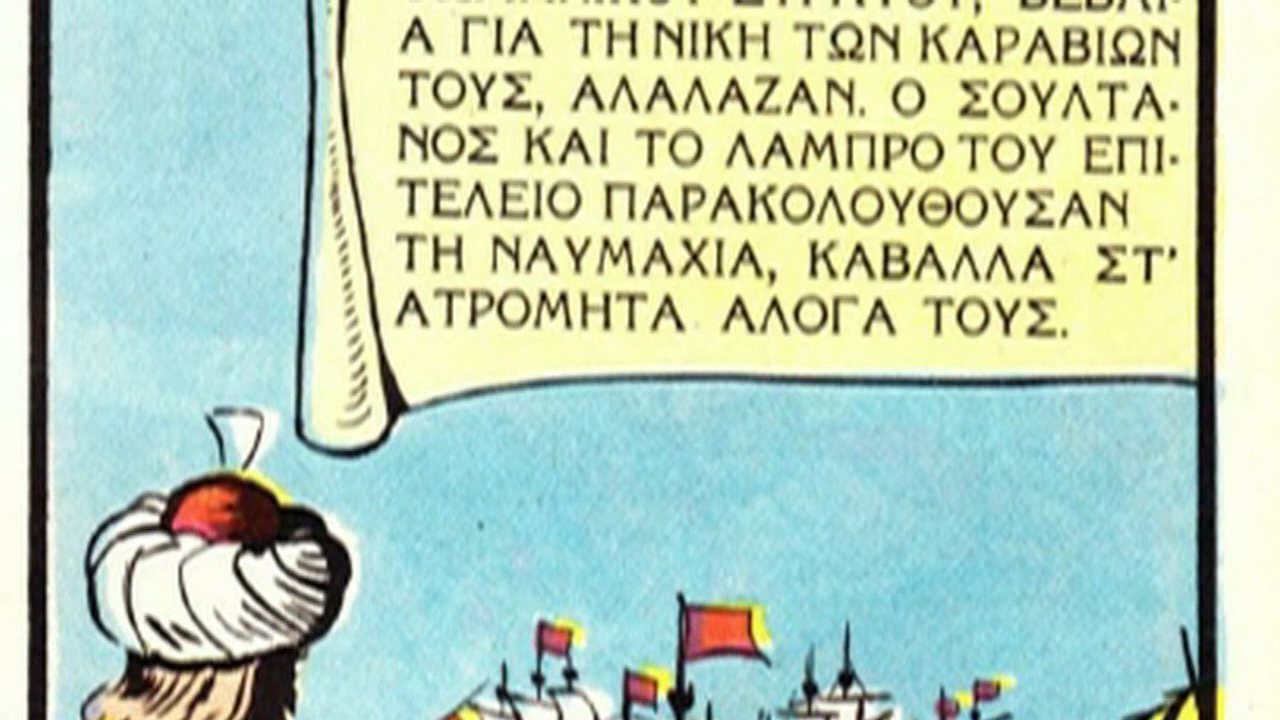 Α ΓΙΑ ΤΗ ΝΙΚΗ ΤΩΝ ΚΑΡΑΒΙΩΝ
ΤΟΥΣ, ΑΛΑΛΑΖΑΝ. Ο ΣΟΥΛΤΑ-
ΝΟΣ ΚΑΙ ΤΟ ΛΑΜΠΡΟ ΤΟΥ ΕΠΙ-
ΤΕΛΕΙΟ ΠΑΡΑΚΟΛΟΥΘΟΥΣΑΝ
ΤΗ ΝΑΥΜΑΧΙΑ, ΚΑΒΑΛΛΑ ΣΤ'
ΑΤΡΟΜΗΤΑ ΑΛΟΓΑ ΤΟΥΣ.